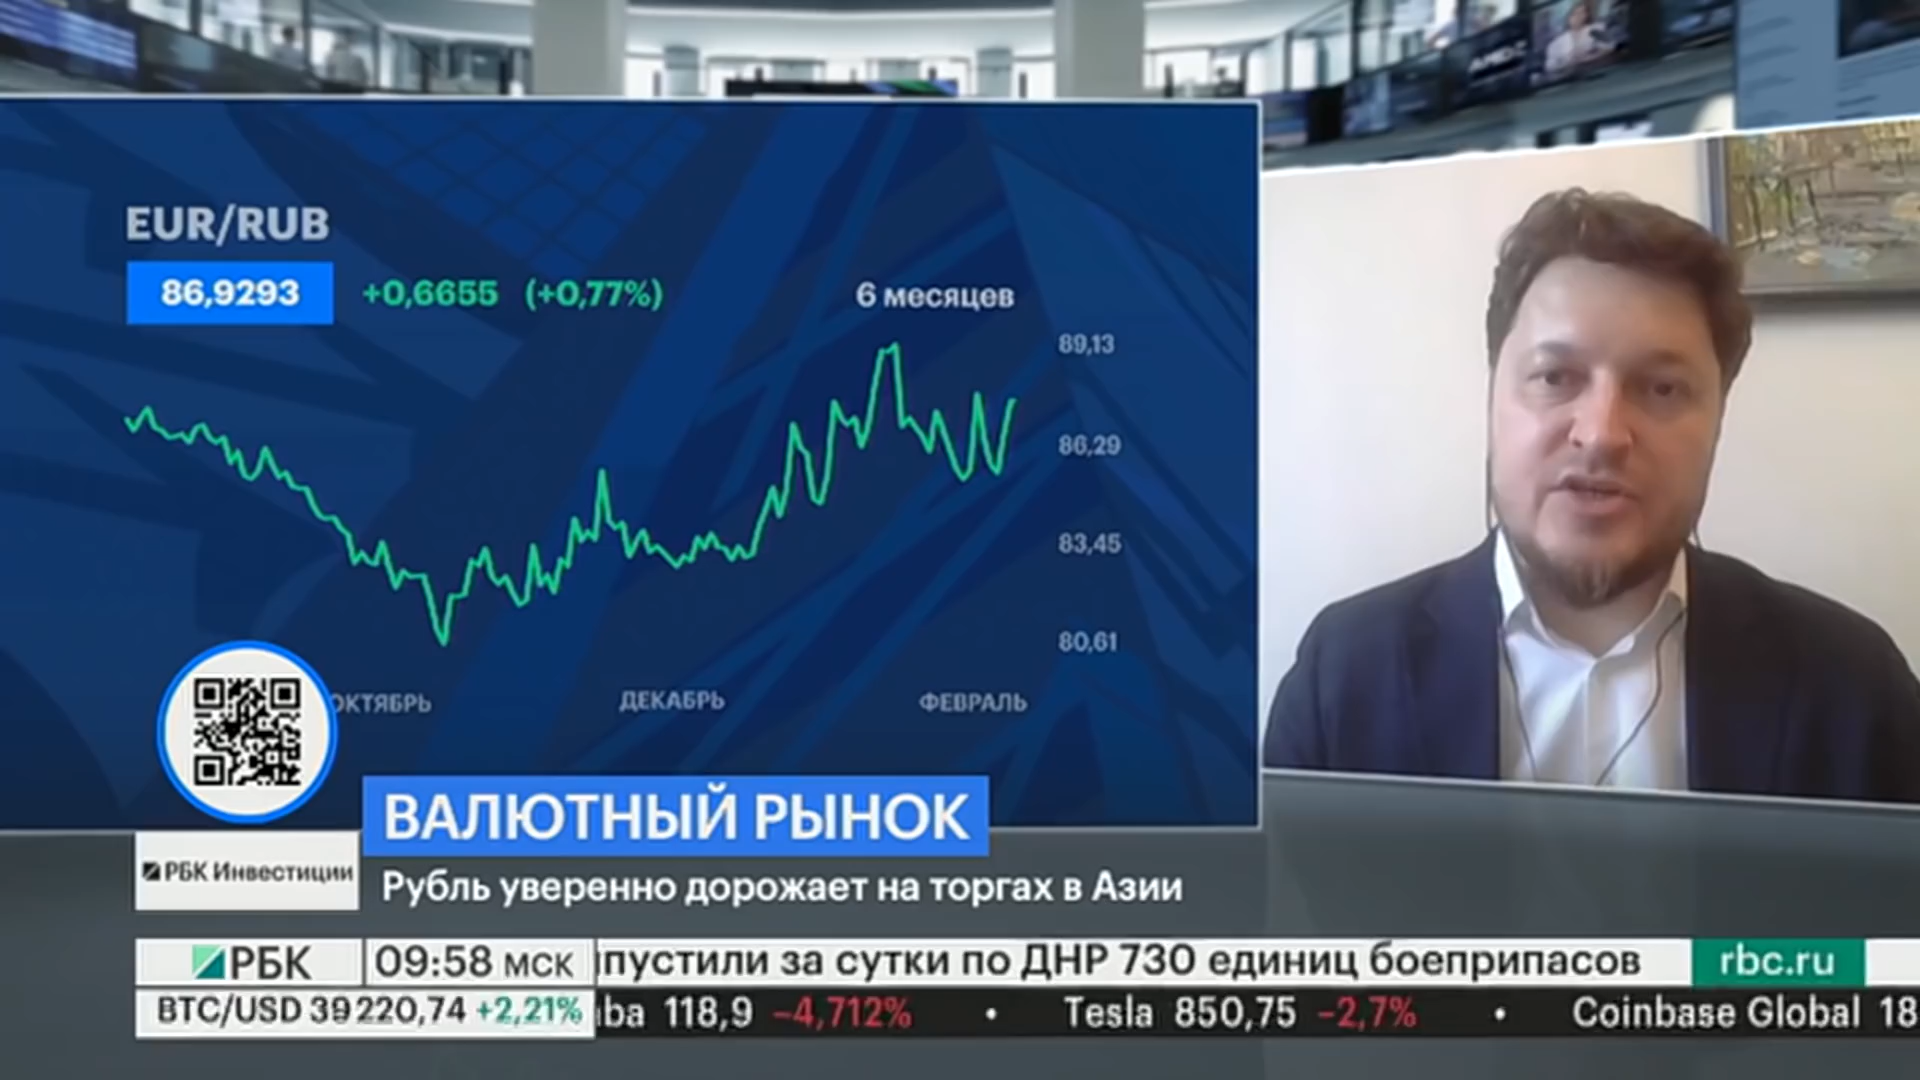 EUR/RUB
86,9293 +0,6655 (+0,77%)
6 месяцев
89,13
86,29
83,45
80,61
ОКТЯБРЬ ДЕКАБРЬ ФЕВРАЛЬ
ВАЛЮТНЫЙ РЫНОК
РБК Инвестиции
Рубль уверенно дорожает на торгах в Азии
РБК 09:58 МСК пустили за сутки по ДНР 730 единиц боеприпасов rbc.ru
BTC/USD 39 220,74 +2,21% ba 118,9 −4,712% • Tesla 850,75 −2,7% • Coinbase Global 18